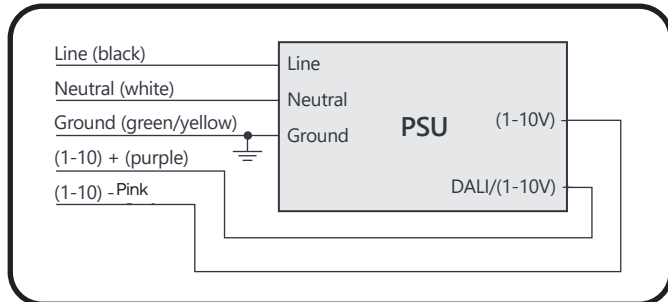 Line (black)
Neutral (white)
Ground (green/yellow)
(1-10) + (purple)
(1-10) - Pink
Line
Neutral
Ground
PSU
(1-10V)
DALI/(1-10V)